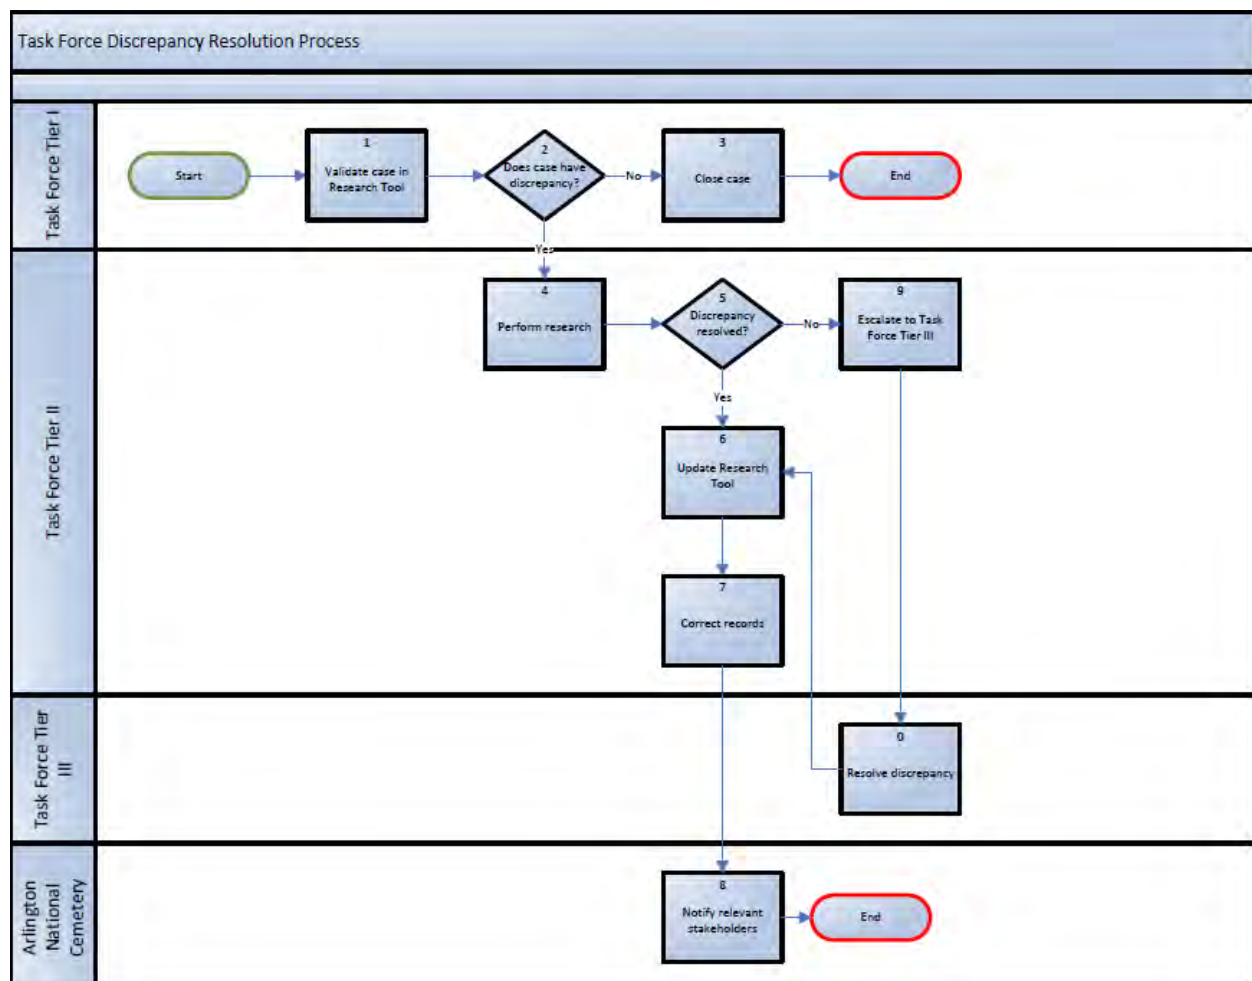 Task Force Discrepancy Resolution Process
Task Force Tier I
Start
1
Validate case in
Research Tool
2
Does case have
discrepancy?
No
3
Close case
End
Yes
Task Force Tier II
4
Perform research
5
Discrepancy
resolved?
No
9
Escalate to Task
Force Tier III
Yes
6
Update Research
Tool
7
Correct records
Task Force Tier
III
0
Resolve discrepancy
Arlington
National
Cemetery
8
Notify relevant
stakeholders
End